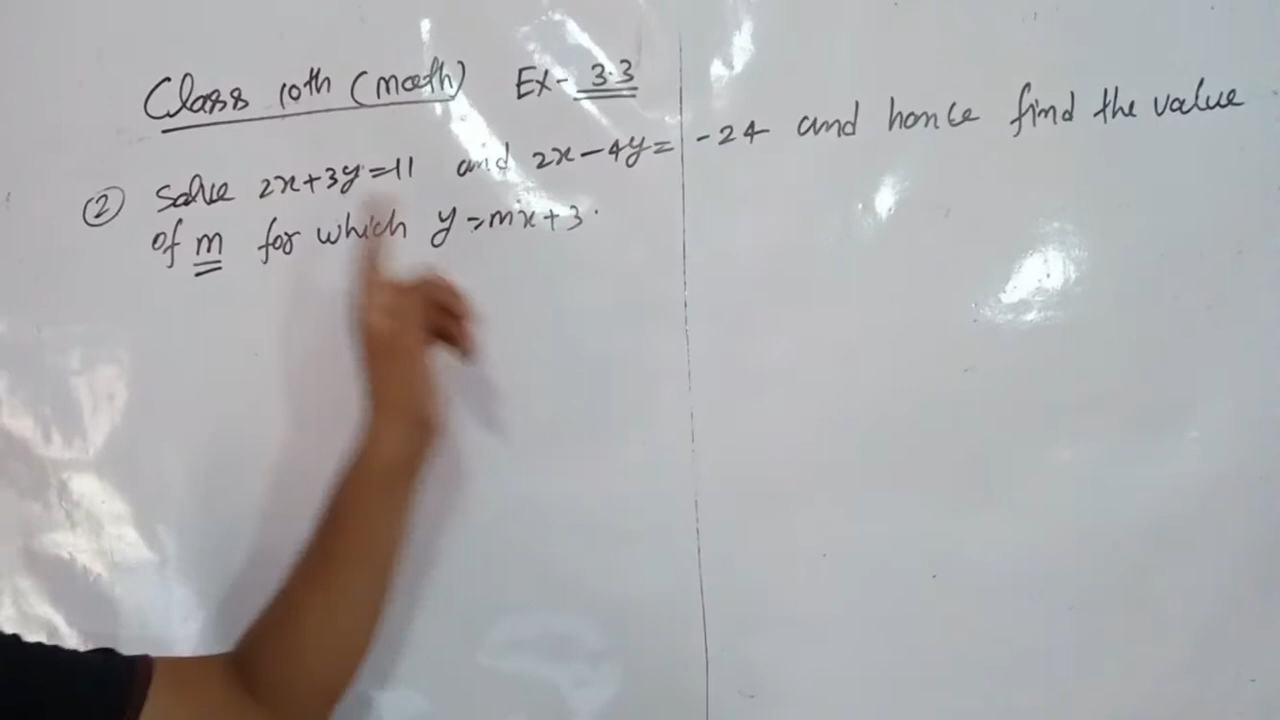 Class 10th (math) Ex- 3.3
② Solve 2x+3y=11 and 2x-4y= -24 and hence find the value
of m for which y=mx+3.